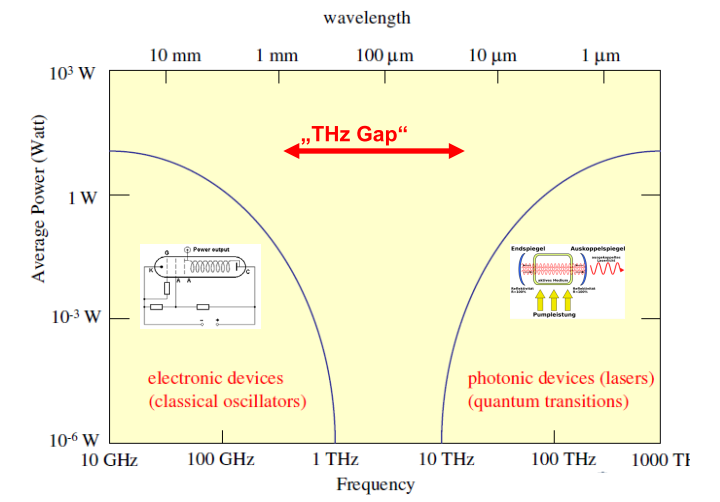 wavelength
10 mm 1 mm 100 μm 10 μm 1 μm
10³ W
„THz Gap“
Average Power (Watt)
1 W
G Power output
K A A C
- +
Endspiegel Auskoppelspiegel
aktives Medium
Pumpleistung
10-³ W
electronic devices
(classical oscillators)
photonic devices (lasers)
(quantum transitions)
10-⁶ W
10 GHz 100 GHz 1 THz 10 THz 100 THz 1000 TH
Frequency